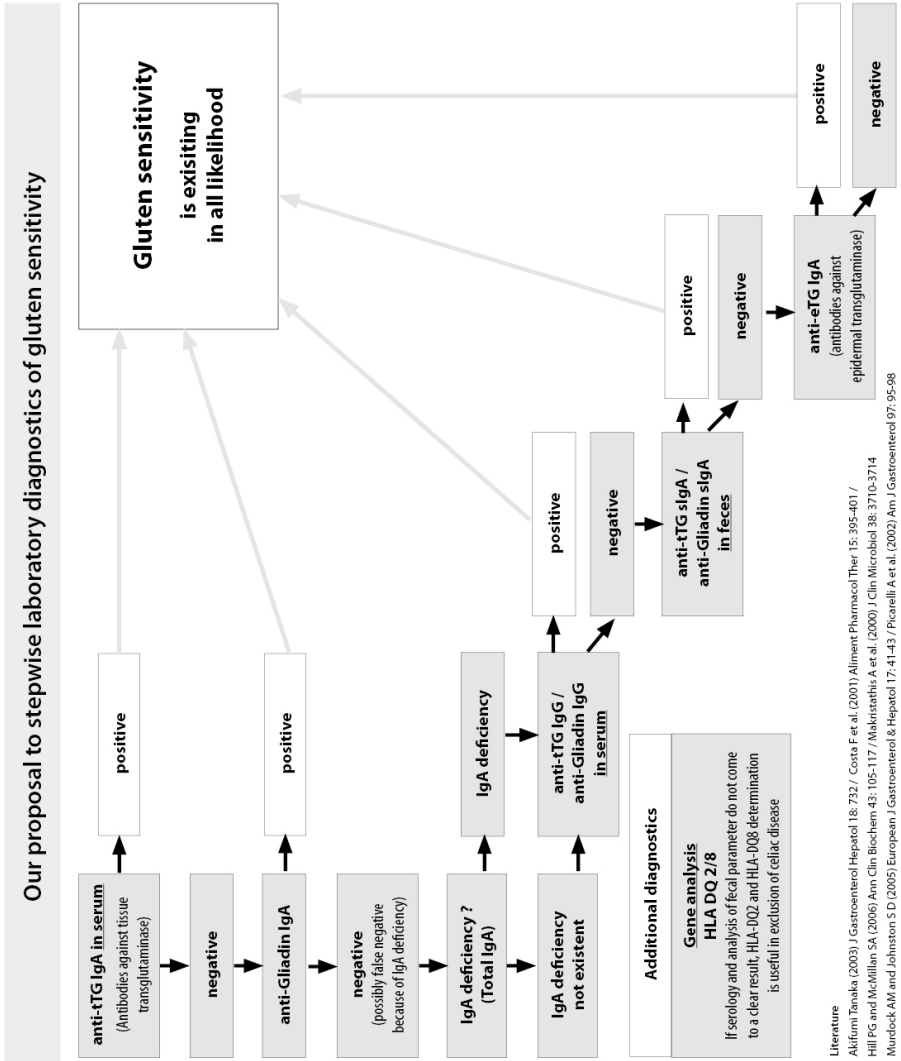 Our proposal to stepwise laboratory diagnostics of gluten sensitivity
anti-tTG IgA in serum
(Antibodies against tissue
transglutaminase)
positive
Gluten sensitivity
is exisiting
in all likelihood
negative
anti-Gliadin IgA
positive
negative
(possibly false negative
because of IgA deficiency)
IgA deficiency ?
(Total IgA)
IgA deficiency
IgA deficiency
not existent
anti-tTG IgG /
anti-Gliadin IgG
in serum
positive
negative
anti-tTG sIgA /
anti-Gliadin sIgA
in feces
positive
negative
anti-eTG IgA
(antibodies against
epidermal transglutaminase)
positive
negative
Additional diagnostics
Gene analysis
HLA DQ 2/8
If serology and analysis of fecal parameter do not come
to a clear result, HLA-DQ2 and HLA-DQ8 determination
is useful in exclusion of celiac disease
Literature
Akifumi Tanaka (2003) J Gastroenterol Hepatol 18: 732 / Costa F et al. (2001) Aliment Pharmacol Ther 15: 395-401 /
Hill PG and McMillan SA (2006) Ann Clin Biochem 43: 105-117 / Makristathis A et al. (2000) J Clin Microbiol 38: 3710-3714
Murdock AM and Johnston S D (2005) European J Gastroenterol & Hepatol 17: 41-43 / Picarelli A et al. (2002) Am J Gastroenterol 97: 95-98